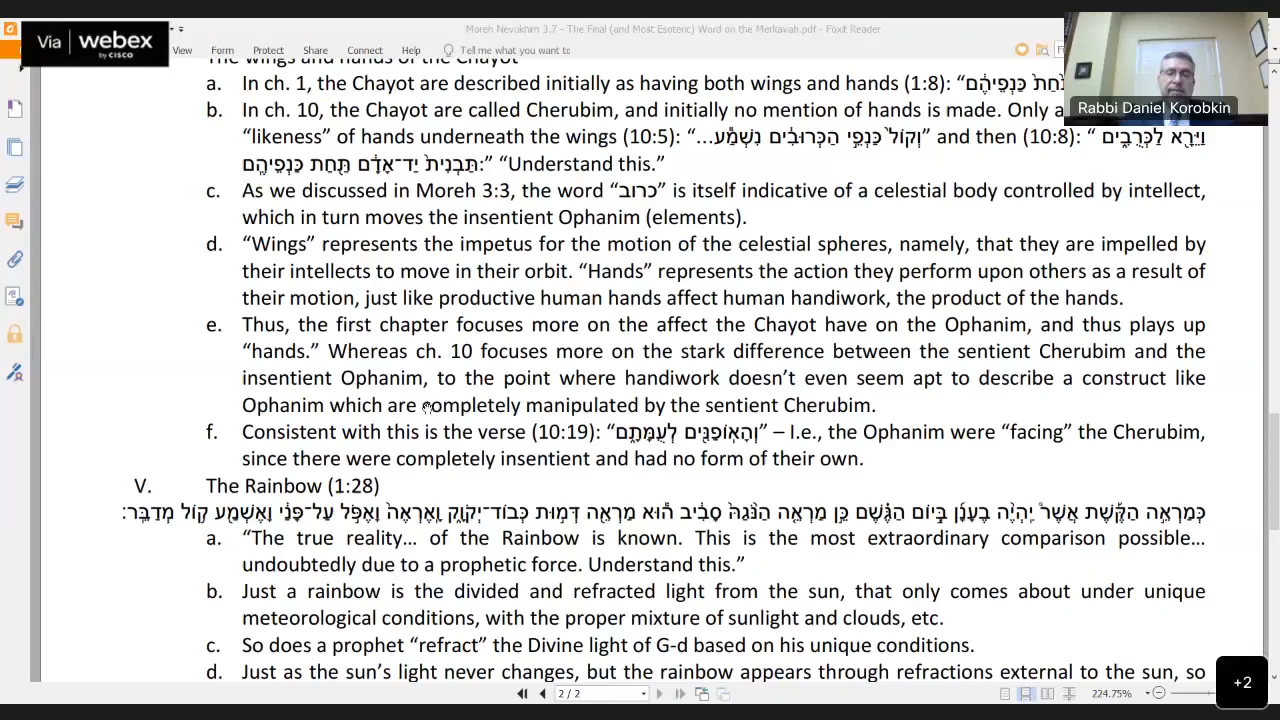 Via webex
by CISCO
Mareh Nevukhim 3.7 - The Final (and Most Esoteric) Word on the Merkavah.pdf - Foxit Reader
View Form Protect Share Connect Help Tell me what you want to
Rabbi Daniel Korobkin
The wings and hands of the Chayot
a. In ch. 1, the Chayot are described initially as having both wings and hands (1:8): “כַּנְפֵיהֶ֔ם
b. In ch. 10, the Chayot are called Cherubim, and initially no mention of hands is made. Only a
“likeness” of hands underneath the wings (10:5): “וְקוֹל֙ כַּנְפֵ֣י הַכְּרוּבִ֔ים נִשְׁמַ֕ע...” and then (10:8): “וַיֵּרָ֖א לַכְּרֻבִ֑ים
תַּבְנִית֙ יַד־אָדָ֔ם תַּ֖חַת כַּנְפֵיהֶֽם:” “Understand this.”
c. As we discussed in Moreh 3:3, the word “כרוב” is itself indicative of a celestial body controlled by intellect,
which in turn moves the insentient Ophanim (elements).
d. “Wings” represents the impetus for the motion of the celestial spheres, namely, that they are impelled by
their intellects to move in their orbit. “Hands” represents the action they perform upon others as a result of
their motion, just like productive human hands affect human handiwork, the product of the hands.
e. Thus, the first chapter focuses more on the affect the Chayot have on the Ophanim, and thus plays up
“hands.” Whereas ch. 10 focuses more on the stark difference between the sentient Cherubim and the
insentient Ophanim, to the point where handiwork doesn’t even seem apt to describe a construct like
Ophanim which are completely manipulated by the sentient Cherubim.
f. Consistent with this is the verse (10:19): “וְהָאֽוֹפַנִּ֖ים לְעֻמָּתָ֑ם” – I.e., the Ophanim were “facing” the Cherubim,
since there were completely insentient and had no form of their own.
V. The Rainbow (1:28)
כְּמַרְאֵ֣ה הַקֶּ֡שֶׁת אֲשֶׁר֩ יִֽהְיֶ֨ה בֶעָנָ֜ן בְּי֣וֹם הַגֶּ֗שֶׁם כֵּ֣ן מַרְאֵ֤ה הַנֹּ֙גַהּ֙ סָבִ֔יב ה֕וּא מַרְאֵ֖ה דְּמ֣וּת כְּבוֹד־יְקֹוָ֑ק וָֽאֶרְאֶה֙ וָאֶפֹּ֣ל עַל־פָּנַ֔י וָאֶשְׁמַ֖ע ק֥וֹל מְדַבֵּֽר:
a. “The true reality... of the Rainbow is known. This is the most extraordinary comparison possible...
undoubtedly due to a prophetic force. Understand this.”
b. Just a rainbow is the divided and refracted light from the sun, that only comes about under unique
meteorological conditions, with the proper mixture of sunlight and clouds, etc.
c. So does a prophet “refract” the Divine light of G-d based on his unique conditions.
d. Just as the sun’s light never changes, but the rainbow appears through refractions external to the sun, so
2 / 2
224.75%
+2